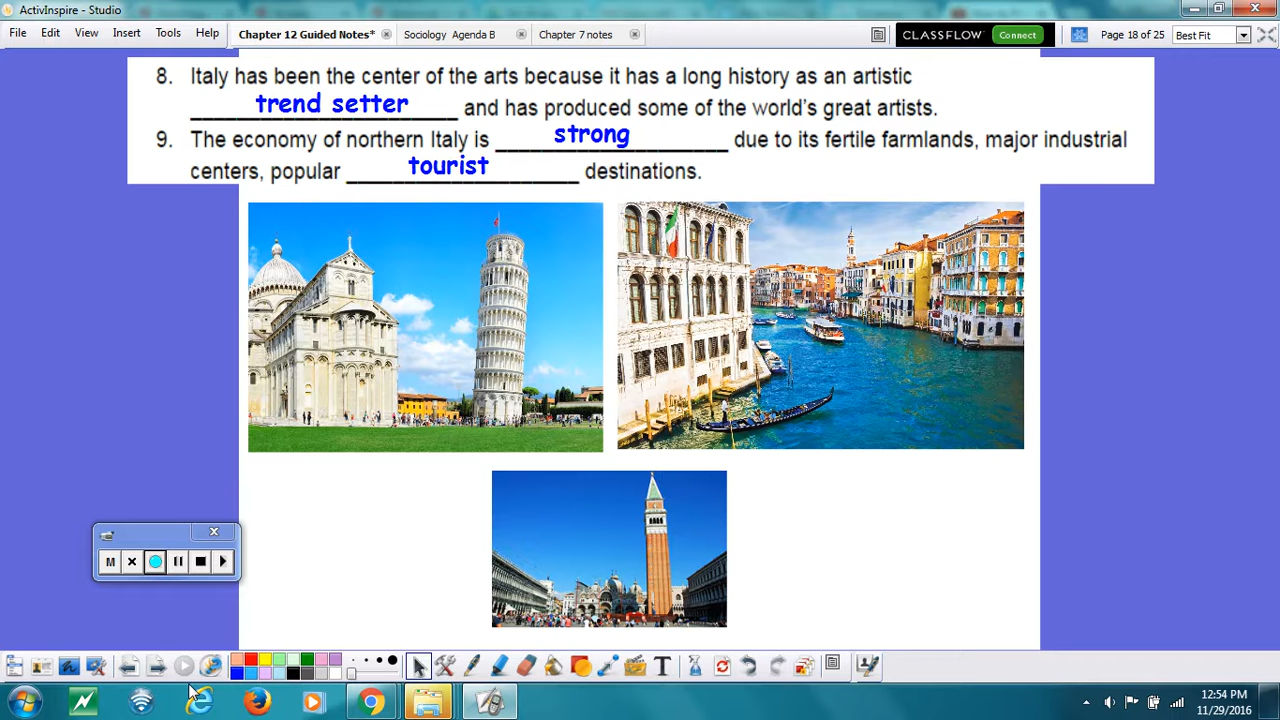 ActivInspire - Studio
File Edit View Insert Tools Help Chapter 12 Guided Notes* Sociology Agenda B Chapter 7 notes CLASSFLOW Connect Page 18 of 25 Best Fit
8. Italy has been the center of the arts because it has a long history as an artistic
trend setter and has produced some of the world's great artists.
9. The economy of northern Italy is strong due to its fertile farmlands, major industrial
centers, popular tourist destinations.
M
12:54 PM
11/29/2016